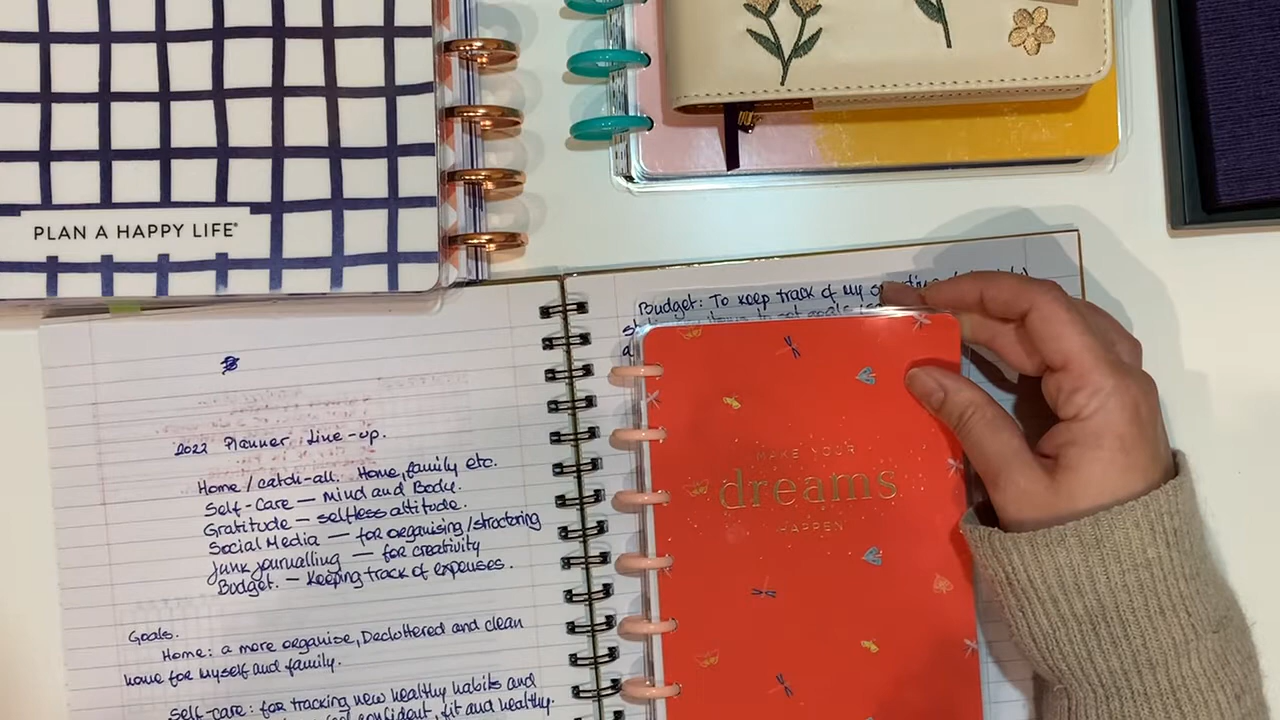 PLAN A HAPPY LIFE®
2022 Planner Line-up.
Home / catch-all. Home, family etc.
Self-Care — mind and Body.
Gratitude — selfless attitude.
Social Media — for organising/structering
junk journalling — for creativity
Budget. — Keeping track of expenses.
Goals.
Home: a more organise, Decluttered and clean
home for myself and family.
Self-care: for tracking new healthy habits and
confident, fit and healthy.
Budget: To keep track of my
MAKE YOUR
dreams
HAPPEN